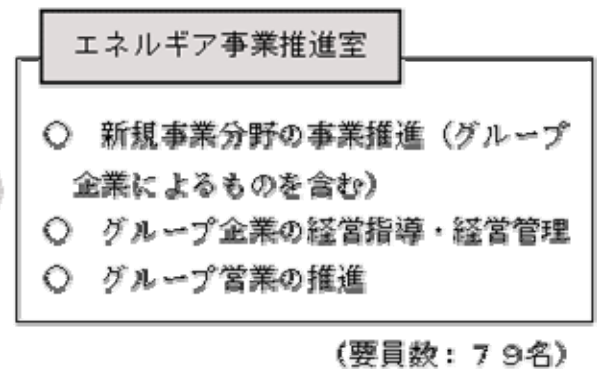 エネルギア事業推進室
○　新規事業分野の事業推進（グループ
企業によるものを含む）
○　グループ企業の経営指導・経営管理
○　グループ営業の推進
（要員数：７９名）